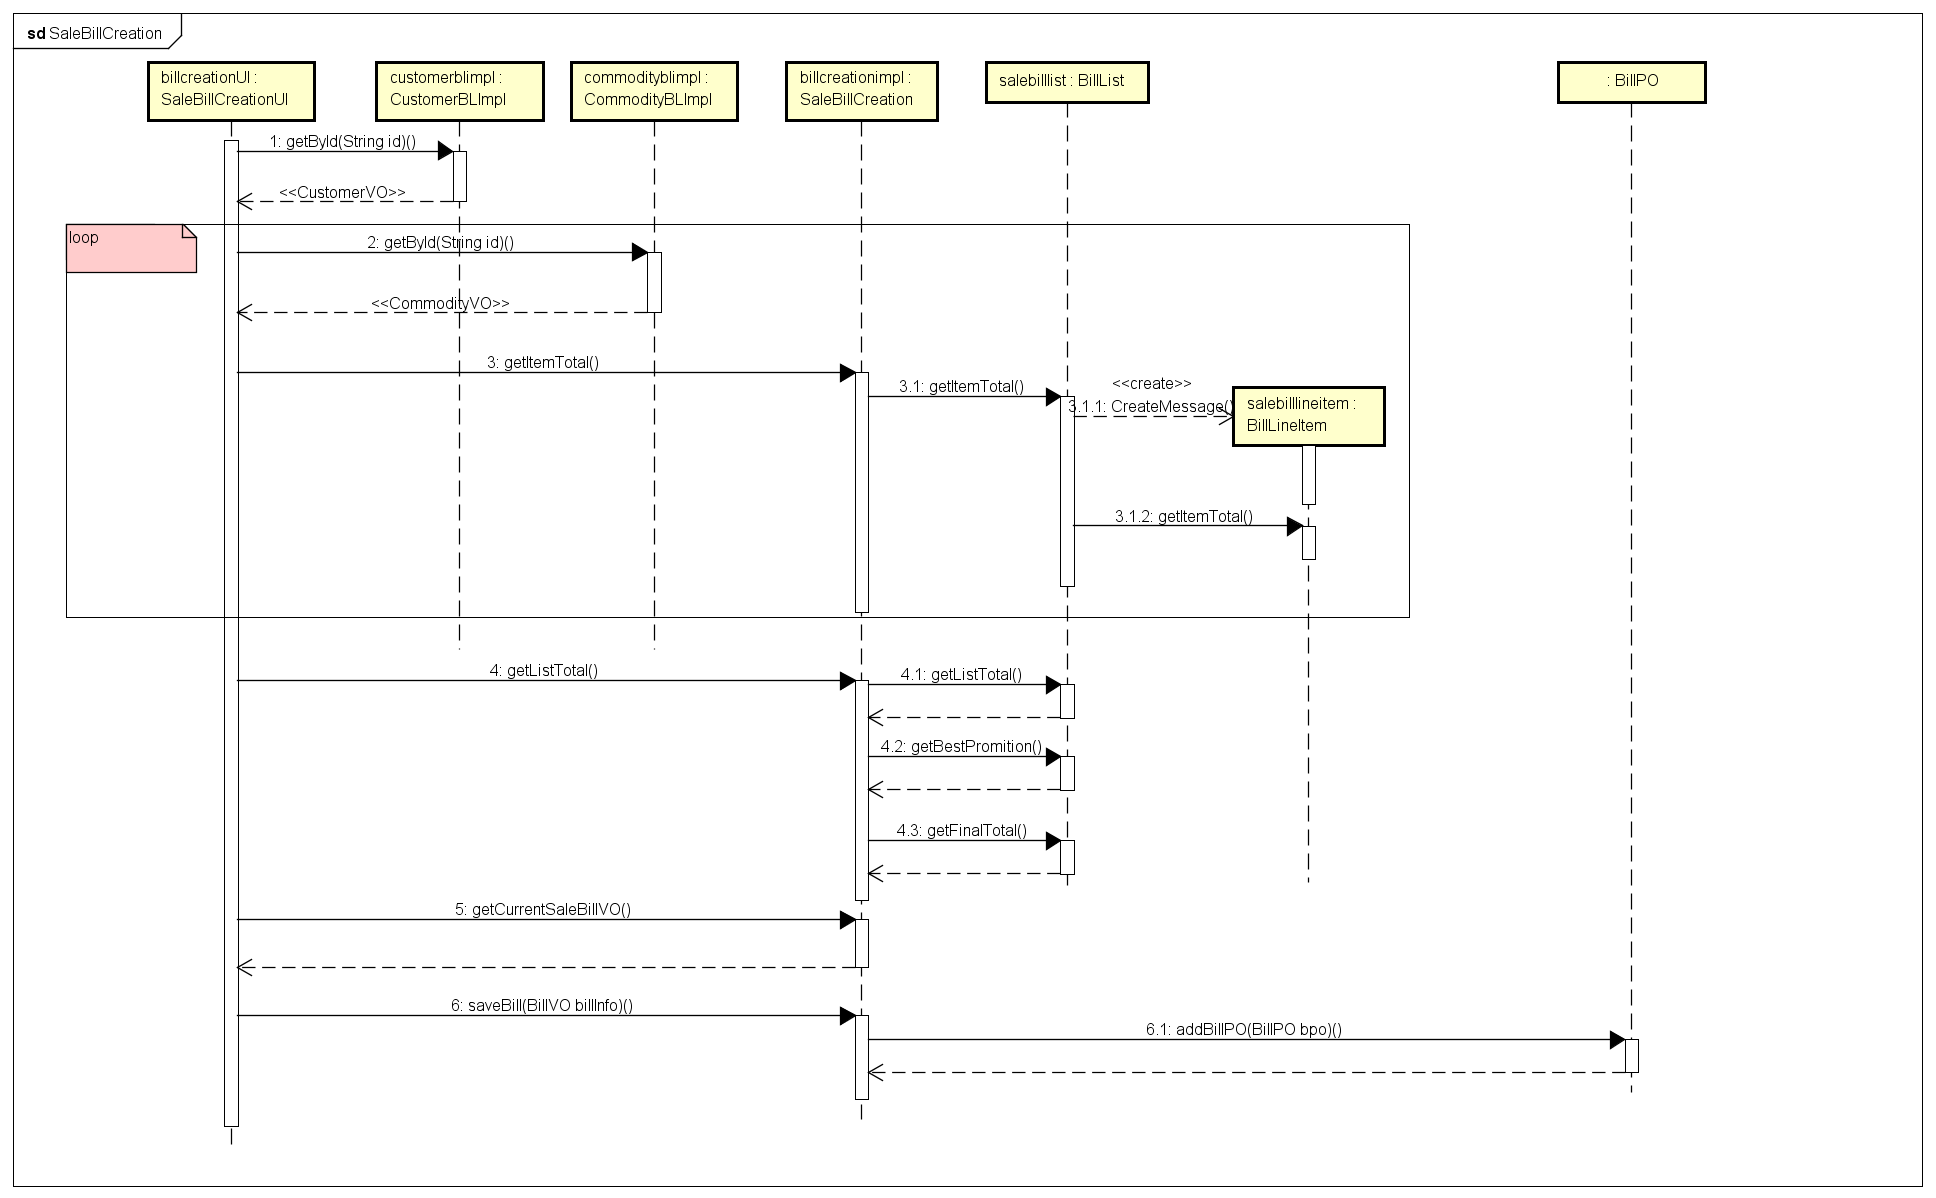 sd SaleBillCreation
billcreationUI :
SaleBillCreationUI
customerblimpl :
CustomerBLImpl
commodityblimpl :
CommodityBLImpl
billcreationimpl :
SaleBillCreation
salebilllist : BillList
: BillPO
1: getById(String id)()
<<CustomerVO>>
loop
2: getById(String id)()
<<CommodityVO>>
3: getItemTotal()
3.1: getItemTotal()
<<create>>
3.1.1: CreateMessage()
salebilllineitem :
BillLineItem
3.1.2: getItemTotal()
4: getListTotal()
4.1: getListTotal()
4.2: getBestPromition()
4.3: getFinalTotal()
5: getCurrentSaleBillVO()
6: saveBill(BillVO billInfo)()
6.1: addBillPO(BillPO bpo)()